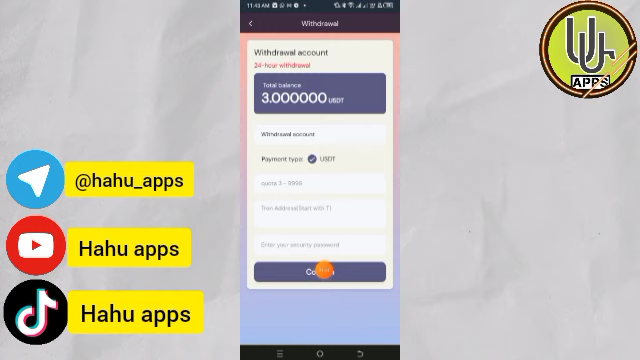 11:43 AM
Withdrawal
Withdrawal account
24-hour withdrawal
Total balance
3.000000 USDT
Withdrawal account
Payment type: USDT
quota 3 - 9999
Tron Address(Start with T)
Enter your security password
@hahu_apps
Hahu apps
Hahu apps
APPS